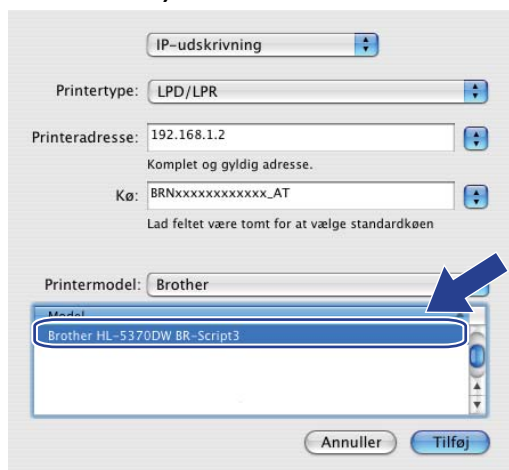 IP-udskrivning
Printertype: LPD/LPR
Printeradresse: 192.168.1.2
Komplet og gyldig adresse.
Kø: BRNxxxxxxxxxxxx_AT
Lad feltet være tomt for at vælge standardkøen
Printermodel: Brother
Model
Brother HL-5370DW BR-Script3
Annuller Tilføj